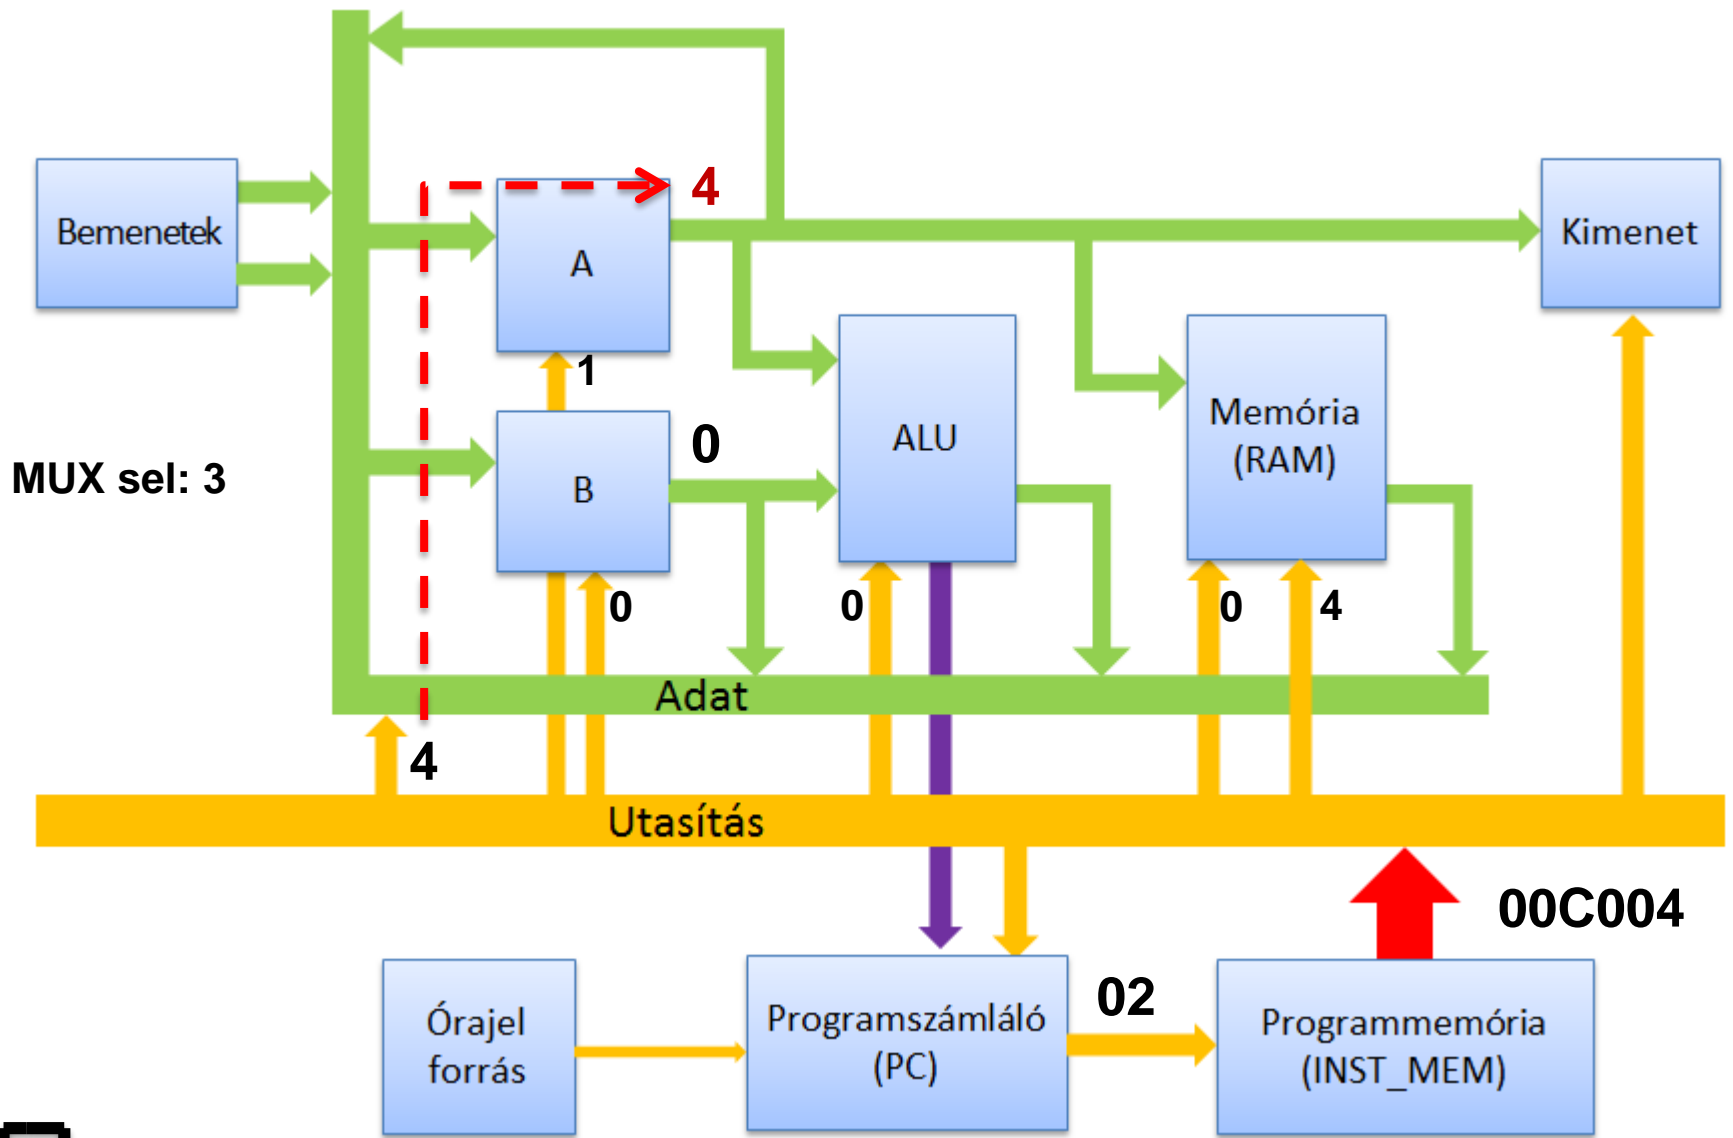 Bemenetek
A
4
Kimenet
1
MUX sel: 3
B
0
ALU
Memória
(RAM)
0
0
0
4
Adat
4
Utasítás
00C004
Órajel
forrás
Programszámláló
(PC)
02
Programmemória
(INST_MEM)